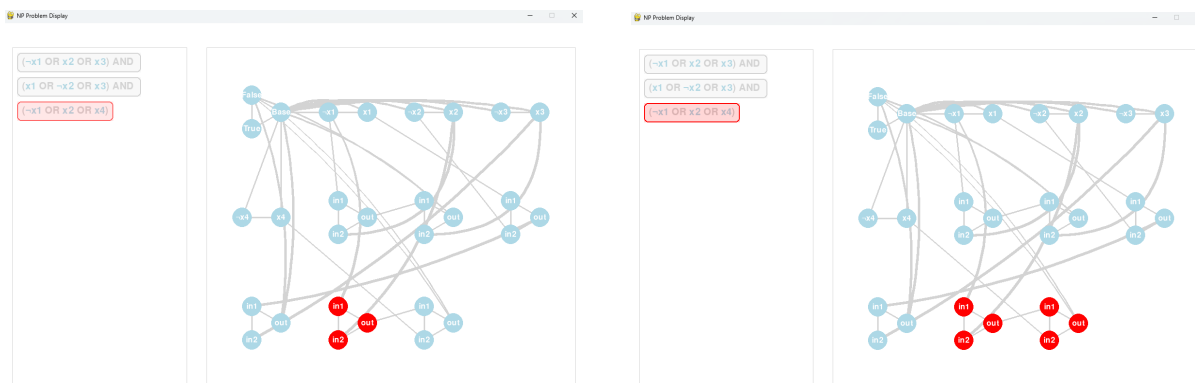 NP Problem Display
(¬x1 OR x2 OR x3) AND
(x1 OR ¬x2 OR x3) AND
(¬x1 OR x2 OR x4)
False
Base ¬x1 x1 ¬x2 x2 ¬x3 x3
True
in1 in1 in1
¬x4 x4 out out out
in2 in2 in2
in1 in1 in1
out out out
in2 in2 in2
NP Problem Display
(¬x1 OR x2 OR x3) AND
(x1 OR ¬x2 OR x3) AND
(¬x1 OR x2 OR x4)
False
Base ¬x1 x1 ¬x2 x2 ¬x3 x3
True
in1 in1 in1
¬x4 x4 out out out
in2 in2 in2
in1 in1 in1
out out out
in2 in2 in2